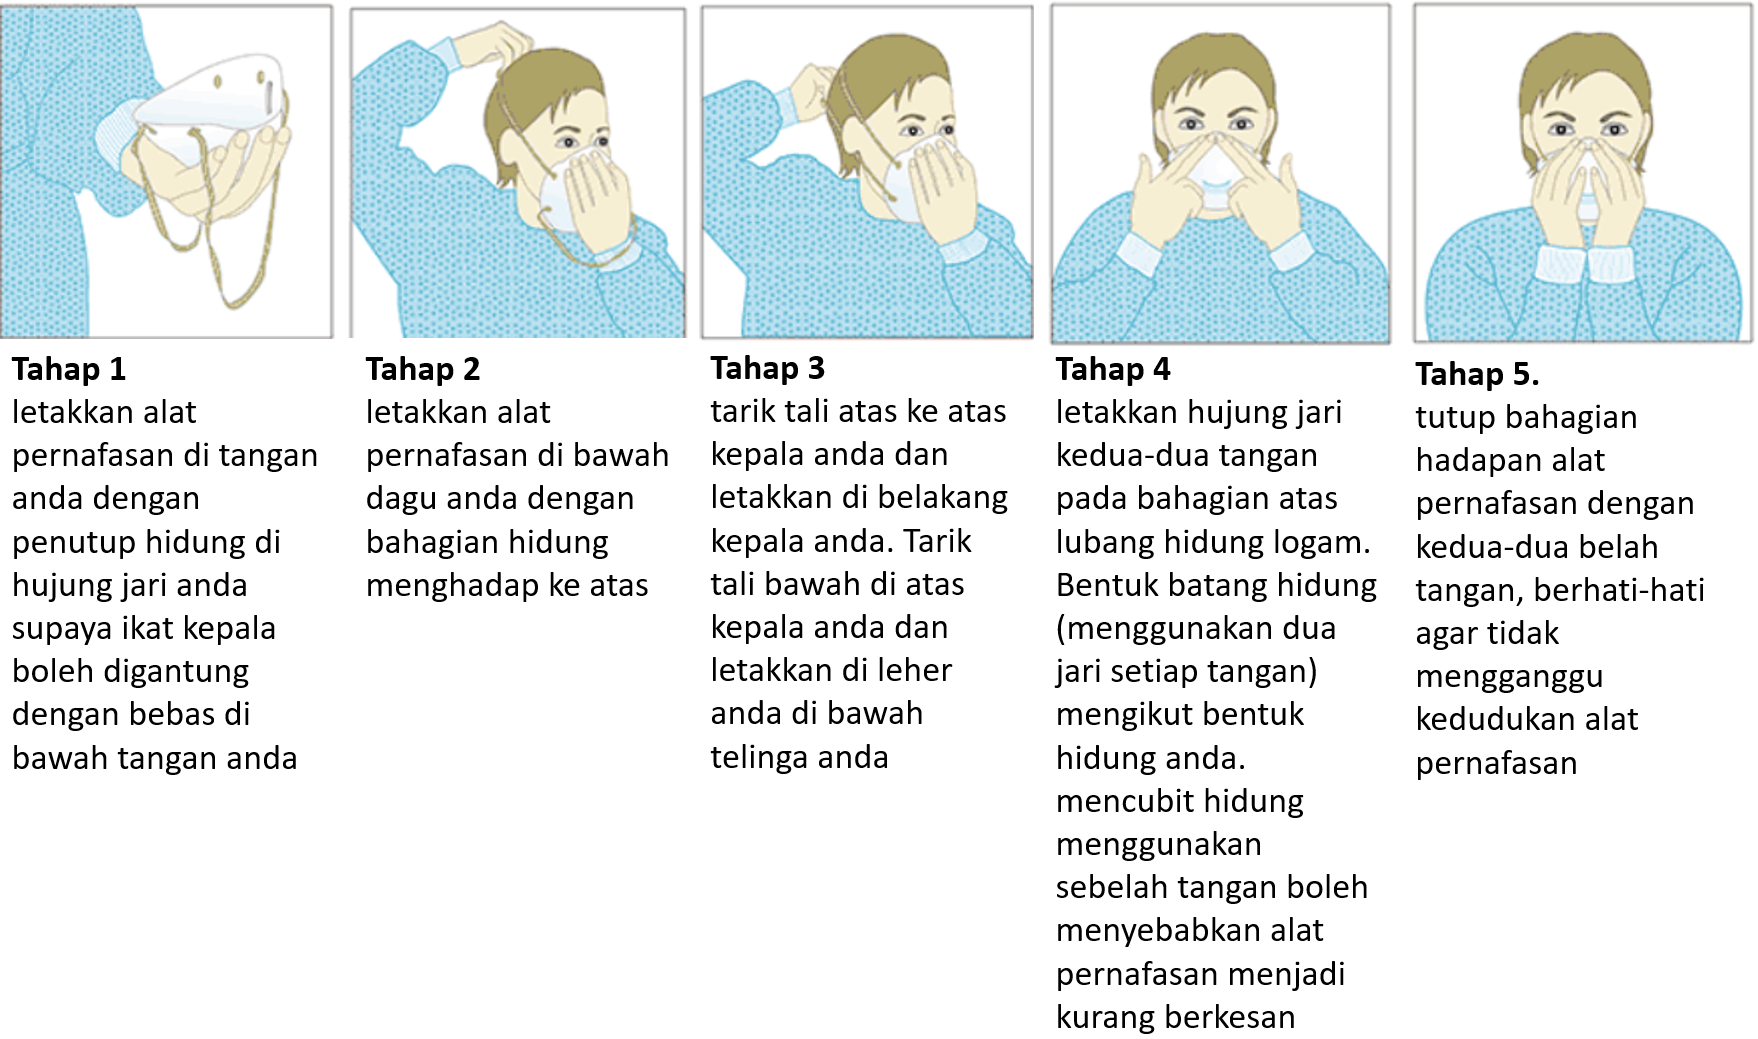 Tahap 1
letakkan alat
pernafasan di tangan
anda dengan
penutup hidung di
hujung jari anda
supaya ikat kepala
boleh digantung
dengan bebas di
bawah tangan anda
Tahap 2
letakkan alat
pernafasan di bawah
dagu anda dengan
bahagian hidung
menghadap ke atas
Tahap 3
tarik tali atas ke atas
kepala anda dan
letakkan di belakang
kepala anda. Tarik
tali bawah di atas
kepala anda dan
letakkan di leher
anda di bawah
telinga anda
Tahap 4
letakkan hujung jari
kedua-dua tangan
pada bahagian atas
lubang hidung logam.
Bentuk batang hidung
(menggunakan dua
jari setiap tangan)
mengikut bentuk
hidung anda.
mencubit hidung
menggunakan
sebelah tangan boleh
menyebabkan alat
pernafasan menjadi
kurang berkesan
Tahap 5.
tutup bahagian
hadapan alat
pernafasan dengan
kedua-dua belah
tangan, berhati-hati
agar tidak
mengganggu
kedudukan alat
pernafasan